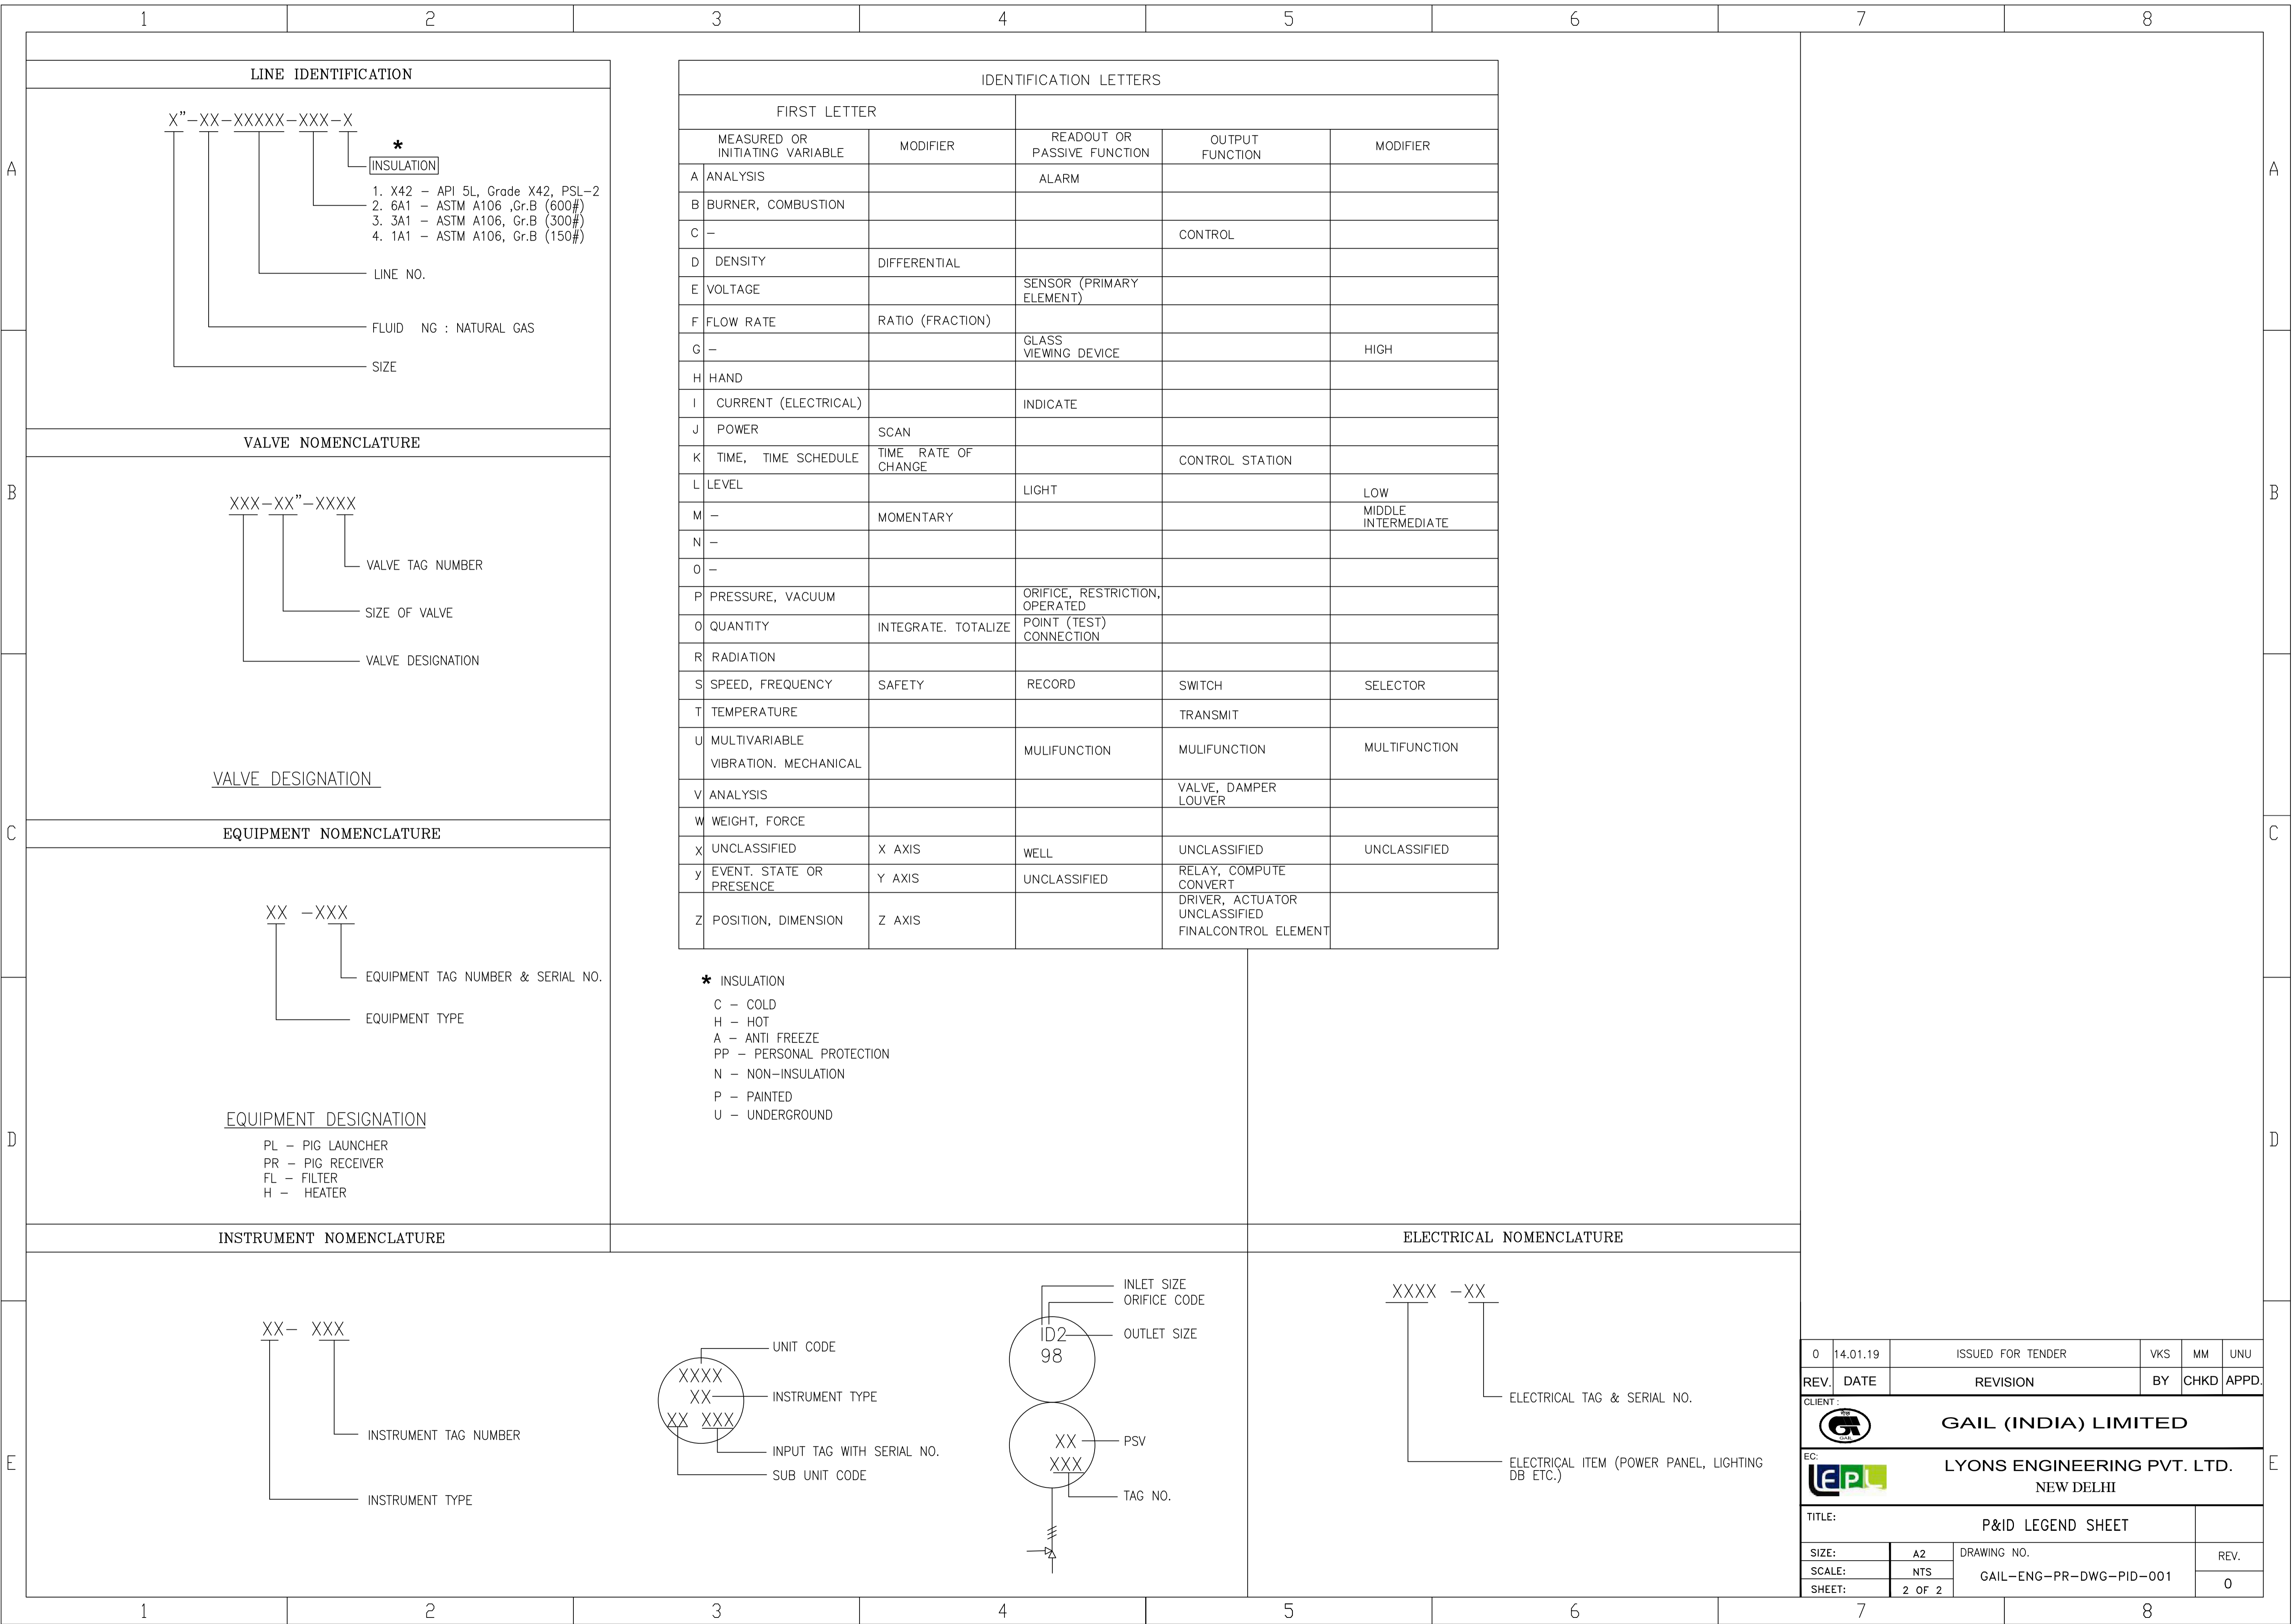 1 2 3 4 5 6 7 8
A
B
C
D
E
LINE IDENTIFICATION
X”-XX-XXXXX-XXX-X
*
INSULATION
1. X42 - API 5L, Grade X42, PSL-2
2. 6A1 - ASTM A106 ,Gr.B (600#)
3. 3A1 - ASTM A106, Gr.B (300#)
4. 1A1 - ASTM A106, Gr.B (150#)
LINE NO.
FLUID NG : NATURAL GAS
SIZE
VALVE NOMENCLATURE
XXX-XX”-XXXX
VALVE TAG NUMBER
SIZE OF VALVE
VALVE DESIGNATION
VALVE DESIGNATION
EQUIPMENT NOMENCLATURE
XX -XXX
EQUIPMENT TAG NUMBER & SERIAL NO.
EQUIPMENT TYPE
EQUIPMENT DESIGNATION
PL - PIG LAUNCHER
PR - PIG RECEIVER
FL - FILTER
H - HEATER
IDENTIFICATION LETTERS
FIRST LETTER
MEASURED OR
INITIATING VARIABLE
MODIFIER
READOUT OR
PASSIVE FUNCTION
OUTPUT
FUNCTION
MODIFIER
A ANALYSIS ALARM
B BURNER, COMBUSTION
C - CONTROL
D DENSITY DIFFERENTIAL
E VOLTAGE SENSOR (PRIMARY
ELEMENT)
F FLOW RATE RATIO (FRACTION)
G - GLASS
VIEWING DEVICE HIGH
H HAND
I CURRENT (ELECTRICAL) INDICATE
J POWER SCAN
K TIME, TIME SCHEDULE TIME RATE OF
CHANGE CONTROL STATION
L LEVEL LIGHT LOW
M - MOMENTARY MIDDLE
INTERMEDIATE
N -
O -
P PRESSURE, VACUUM ORIFICE, RESTRICTION,
OPERATED
O QUANTITY INTEGRATE. TOTALIZE POINT (TEST)
CONNECTION
R RADIATION
S SPEED, FREQUENCY SAFETY RECORD SWITCH SELECTOR
T TEMPERATURE TRANSMIT
U MULTIVARIABLE
VIBRATION. MECHANICAL MULIFUNCTION MULIFUNCTION MULTIFUNCTION
V ANALYSIS VALVE, DAMPER
LOUVER
W WEIGHT, FORCE
X UNCLASSIFIED X AXIS WELL UNCLASSIFIED UNCLASSIFIED
y EVENT. STATE OR
PRESENCE Y AXIS UNCLASSIFIED RELAY, COMPUTE
CONVERT
Z POSITION, DIMENSION Z AXIS DRIVER, ACTUATOR
UNCLASSIFIED
FINALCONTROL ELEMENT
* INSULATION
C - COLD
H - HOT
A - ANTI FREEZE
PP - PERSONAL PROTECTION
N - NON-INSULATION
P - PAINTED
U - UNDERGROUND
INSTRUMENT NOMENCLATURE
XX- XXX
INSTRUMENT TAG NUMBER
INSTRUMENT TYPE
XXXX
XX
XX XXX
UNIT CODE
INSTRUMENT TYPE
INPUT TAG WITH SERIAL NO.
SUB UNIT CODE
INLET SIZE
ORIFICE CODE
ID2
98
OUTLET SIZE
XX
XXX
PSV
TAG NO.
ELECTRICAL NOMENCLATURE
XXXX -XX
ELECTRICAL TAG & SERIAL NO.
ELECTRICAL ITEM (POWER PANEL, LIGHTING
DB ETC.)
0 14.01.19 ISSUED FOR TENDER VKS MM UNU
REV. DATE REVISION BY CHKD APPD.
CLIENT :
GAIL
GAIL (INDIA) LIMITED
EC:
LEPL
LYONS ENGINEERING PVT. LTD.
NEW DELHI
TITLE:
P&ID LEGEND SHEET
SIZE: A2
SCALE: NTS
SHEET: 2 OF 2
DRAWING NO.
GAIL-ENG-PR-DWG-PID-001
REV.
0
A
B
C
D
E
1 2 3 4 5 6 7 8